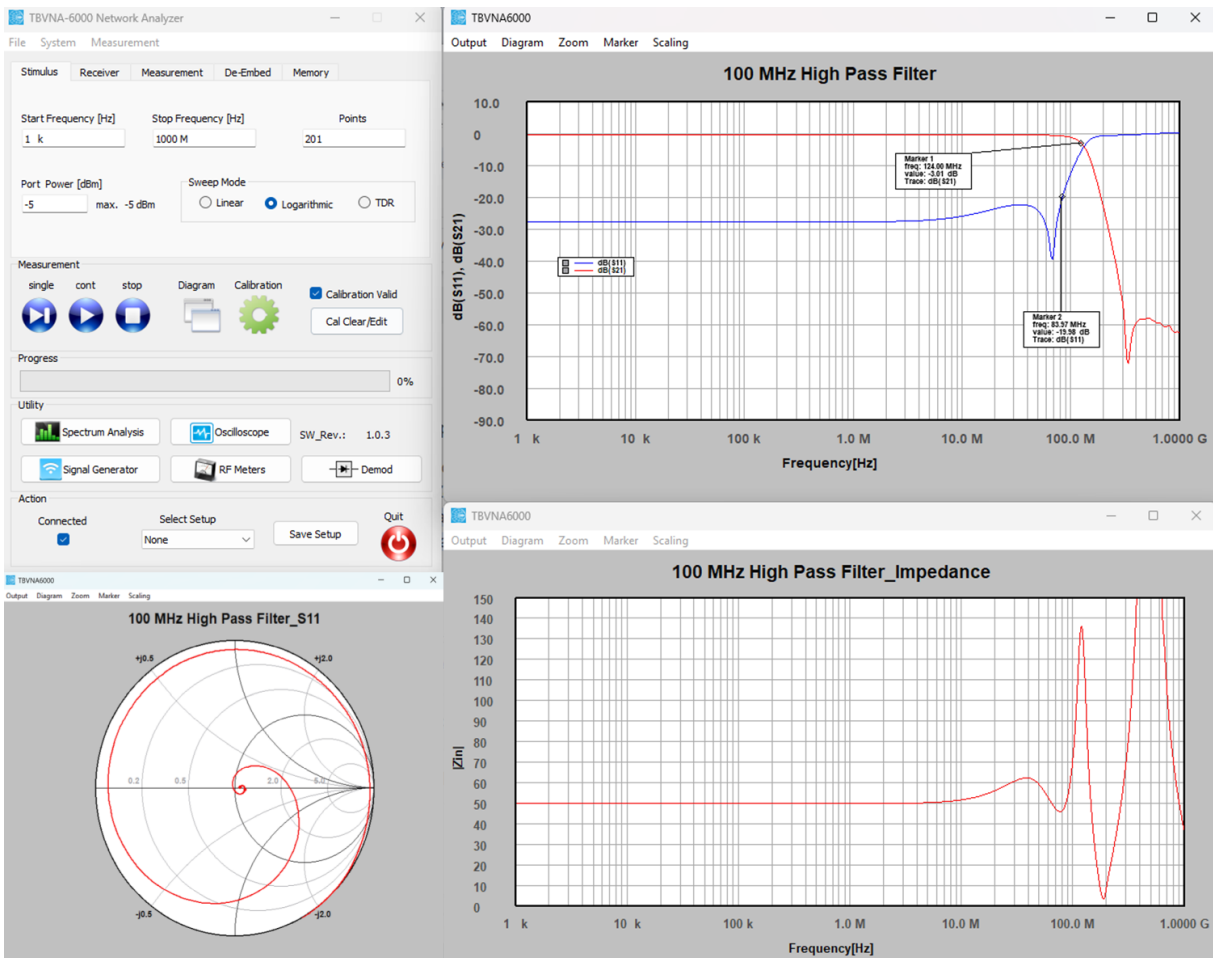 TBVNA-6000 Network Analyzer
File System Measurement
Stimulus Receiver Measurement De-Embed Memory
Start Frequency [Hz] Stop Frequency [Hz] Points
1 k 1000 M 201
Port Power [dBm] Sweep Mode
-5 max. -5 dBm Linear Logarithmic TDR
Measurement
single cont stop Diagram Calibration
Calibration Valid
Cal Clear/Edit
Progress
0%
Utility
Spectrum Analysis Oscilloscope SW_Rev.: 1.0.3
Signal Generator RF Meters Demod
Action
Connected Select Setup Quit
None Save Setup
TBVNA6000
Output Diagram Zoom Marker Scaling
100 MHz High Pass Filter
10.0
0
-10.0
-20.0
-30.0
-40.0
-50.0
-60.0
-70.0
-80.0
-90.0
dB(S11), dB(S21)
Marker 1
freq: 124.00 MHz
value: -3.01 dB
Trace: dB(S21)
dB(S11)
dB(S21)
Marker 2
freq: 83.97 MHz
value: -19.98 dB
Trace: dB(S11)
1 k 10 k 100 k 1.0 M 10.0 M 100.0 M 1.0000 G
Frequency[Hz]
TBVNA6000
Output Diagram Zoom Marker Scaling
100 MHz High Pass Filter_S11
+j0.5 +j2.0
0.2 0.5 2.0 5.0
-j0.5 -j2.0
TBVNA6000
Output Diagram Zoom Marker Scaling
100 MHz High Pass Filter_Impedance
150
140
130
120
110
100
90
80
70
60
50
40
30
20
10
0
|Zin|
1 k 10 k 100 k 1.0 M 10.0 M 100.0 M 1.0000 G
Frequency[Hz]